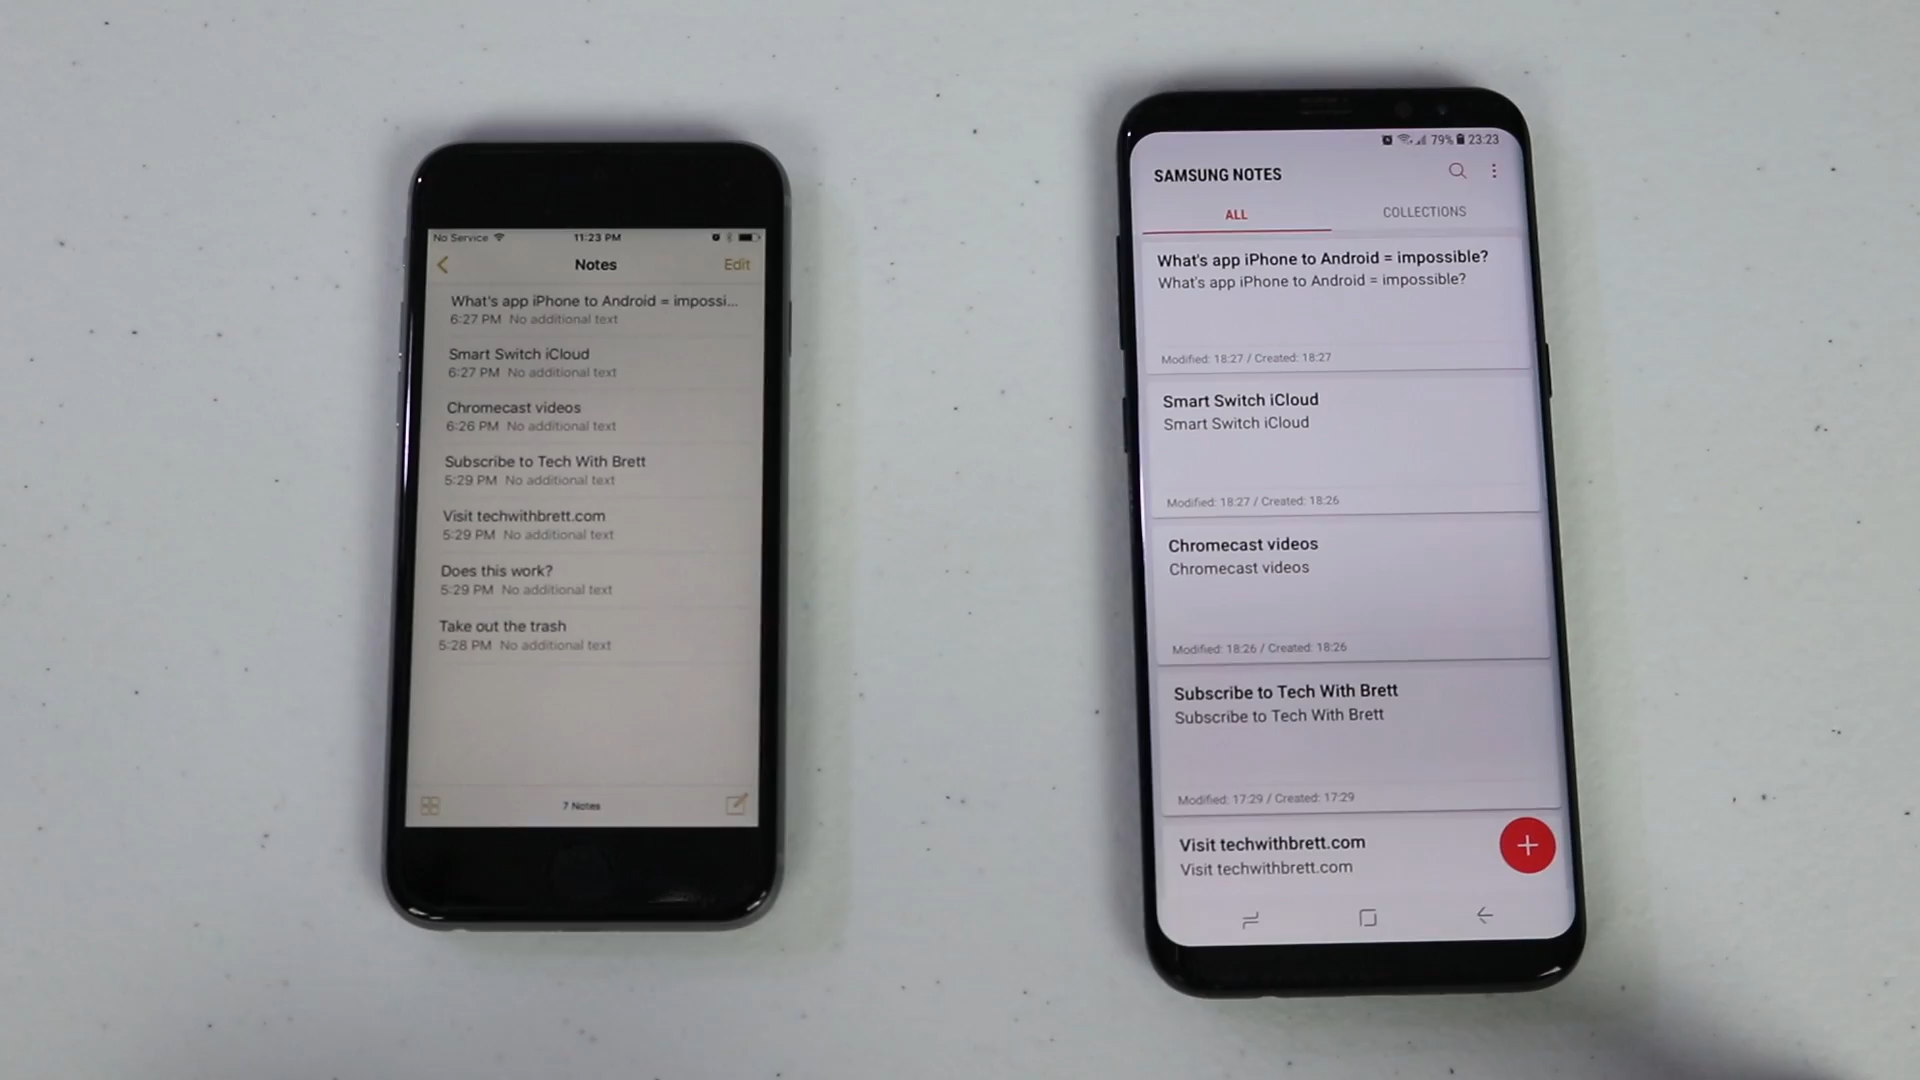 No Service
11:23 PM
Notes
Edit
What's app iPhone to Android = impossi...
6:27 PM No additional text
Smart Switch iCloud
6:27 PM No additional text
Chromecast videos
6:26 PM No additional text
Subscribe to Tech With Brett
5:29 PM No additional text
Visit techwithbrett.com
5:29 PM No additional text
Does this work?
5:29 PM No additional text
Take out the trash
5:28 PM No additional text
7 Notes
79% 23:23
SAMSUNG NOTES
ALL
COLLECTIONS
What's app iPhone to Android = impossible?
What's app iPhone to Android = impossible?
Modified: 18:27 / Created: 18:27
Smart Switch iCloud
Smart Switch iCloud
Modified: 18:27 / Created: 18:26
Chromecast videos
Chromecast videos
Modified: 18:26 / Created: 18:26
Subscribe to Tech With Brett
Subscribe to Tech With Brett
Modified: 17:29 / Created: 17:29
Visit techwithbrett.com
Visit techwithbrett.com